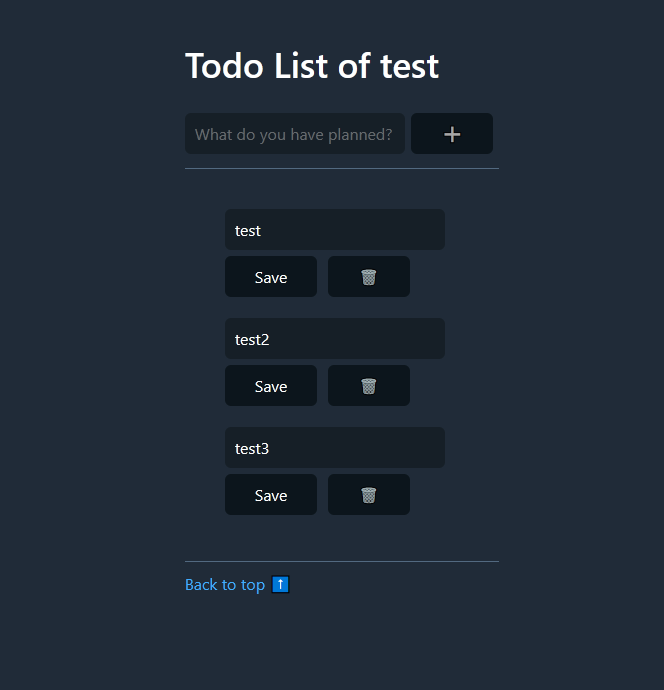 Todo List of test
What do you have planned? ➕
test
Save 🗑️
test2
Save 🗑️
test3
Save 🗑️
Back to top ⬆️